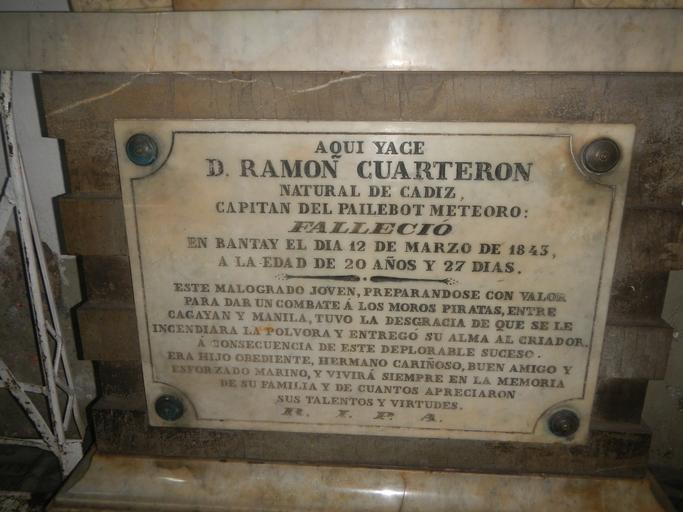 AQUI YACE
D. RAMOÑ CUARTERON
NATURAL DE CADIZ,
CAPITAN DEL PAILEBOT METEORO:
FALLECIÓ
EN BANTAY EL DIA 12 DE MARZO DE 1843,
A LA EDAD DE 20 AÑOS Y 27 DIAS.
ESTE MALOGRADO JOVEN, PREPARANDOSE CON VALOR
PARA DAR UN COMBATE Á LOS MOROS PIRATAS, ENTRE
CAGAYAN Y MANILA, TUVO LA DESGRACIA DE QUE SE LE
INCENDIARA LA POLVORA Y ENTREGÓ SU ALMA AL CRIADOR,
Á CONSECUENCIA DE ESTE DEPLORABLE SUCESO.
ERA HIJO OBEDIENTE, HERMANO CARIÑOSO, BUEN AMIGO Y
ESFORZADO MARINO, Y VIVIRÁ SIEMPRE EN LA MEMORIA
DE SU FAMILIA Y DE CUANTOS APRECIARON
SUS TALENTOS Y VIRTUDES.
R. I. P. A.